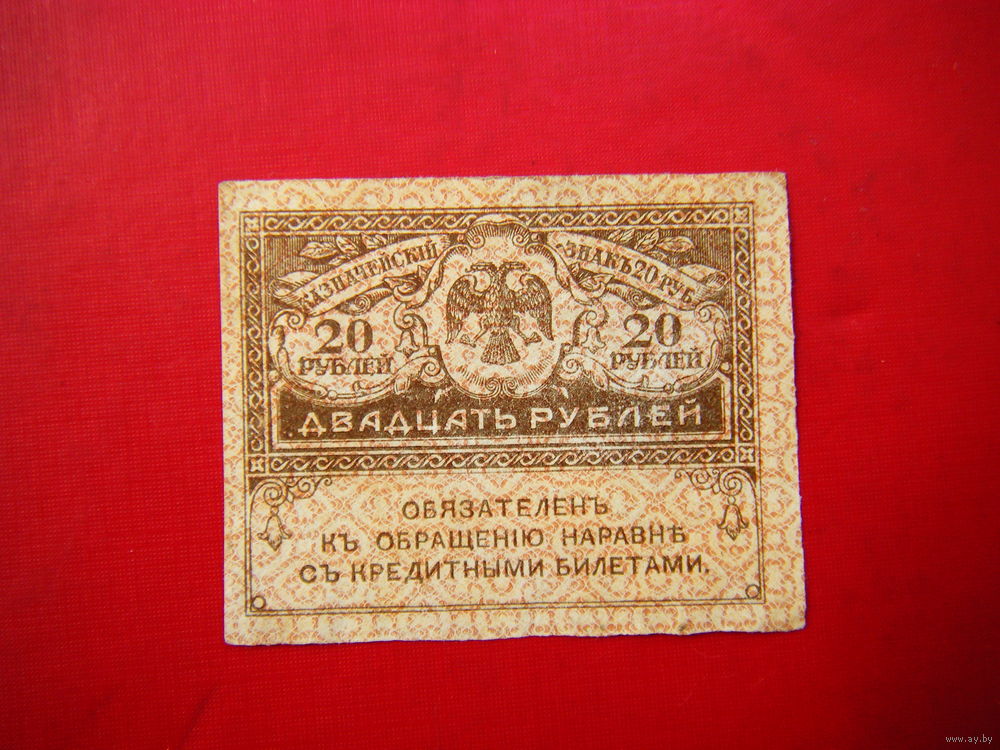 КАЗНАЧЕЙСКІЙ ЗНАКЪ 20 РУБ.
20 20
РУБЛЕЙ РУБЛЕЙ
ДВАДЦАТЬ РУБЛЕЙ
ОБЯЗАТЕЛЕНЪ
КЪ ОБРАЩЕНІЮ НАРАВНѢ
СЪ КРЕДИТНЫМИ БИЛЕТАМИ.
www.ay.by